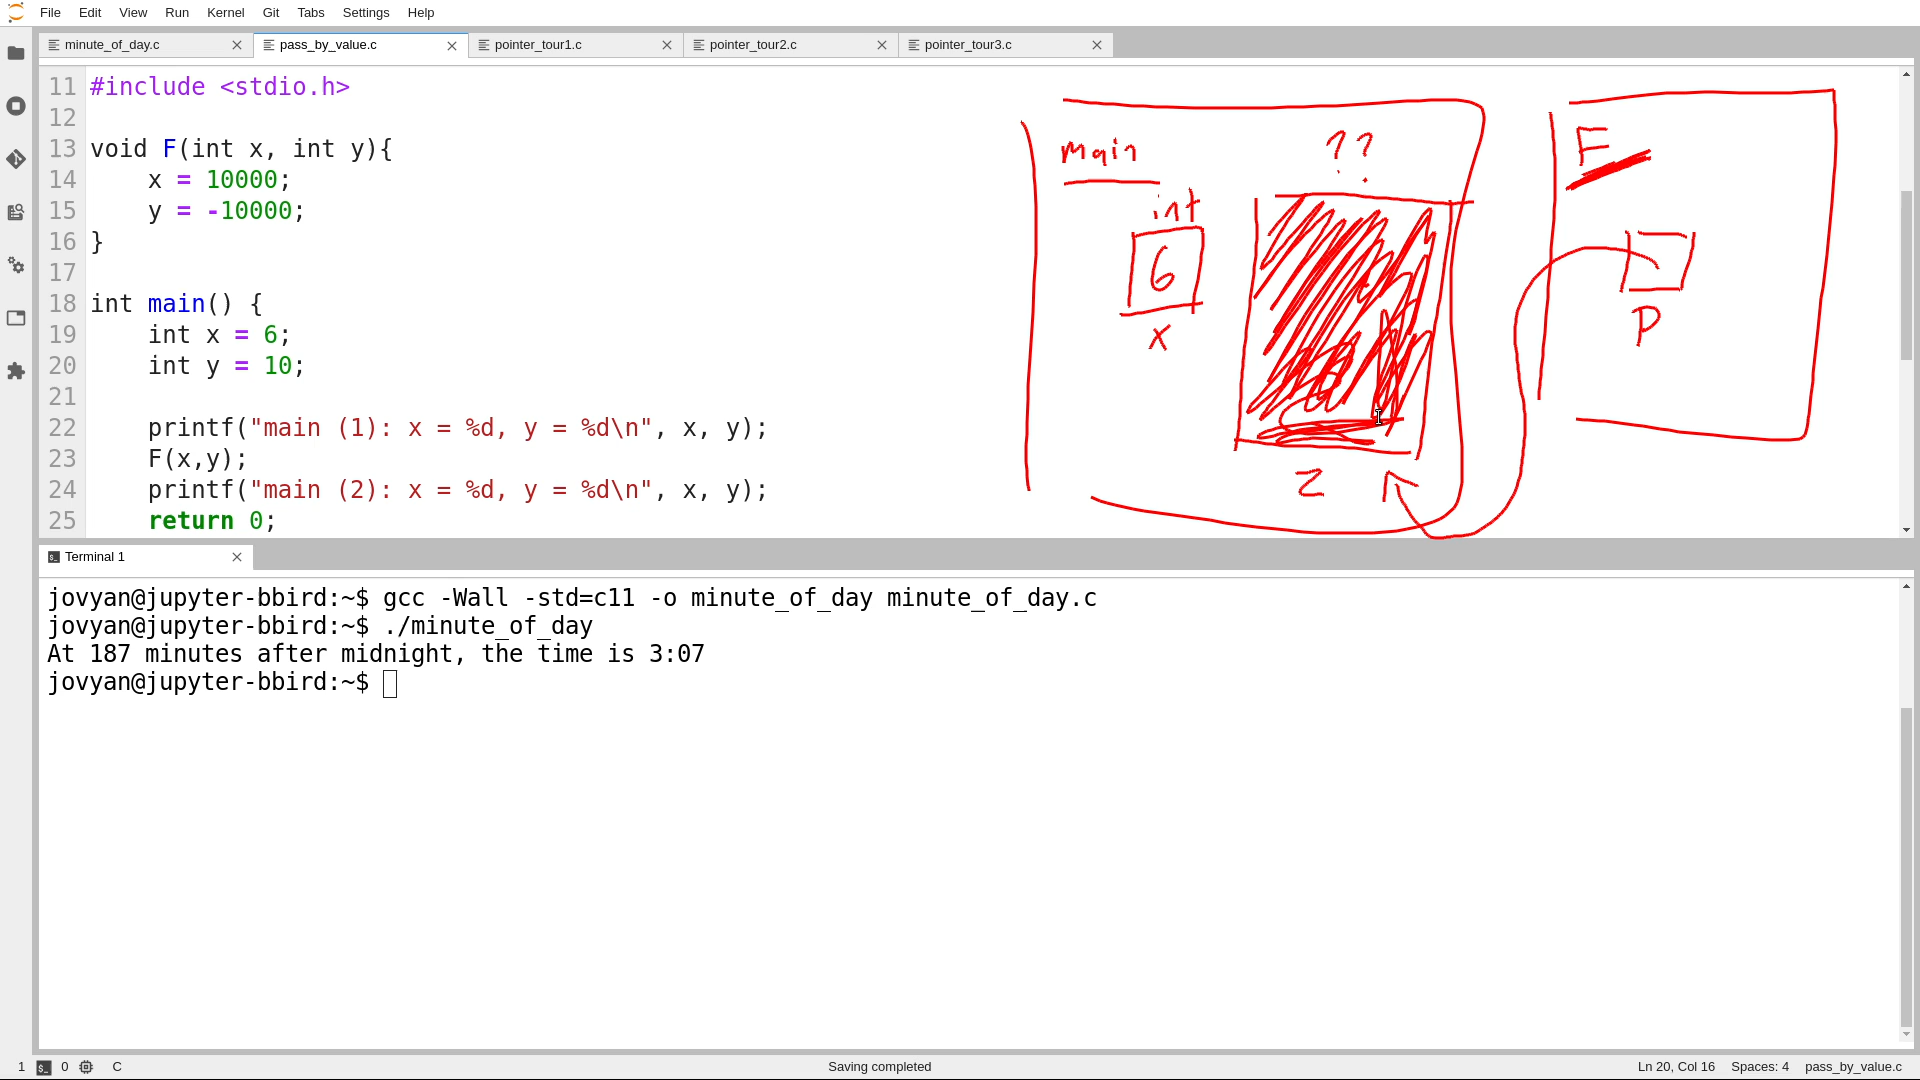 File Edit View Run Kernel Git Tabs Settings Help
minute_of_day.c pass_by_value.c pointer_tour1.c pointer_tour2.c pointer_tour3.c
11 #include <stdio.h>
12
13 void F(int x, int y){
14     x = 10000;
15     y = -10000;
16 }
17
18 int main() {
19     int x = 6;
20     int y = 10;
21
22     printf("main (1): x = %d, y = %d\n", x, y);
23     F(x,y);
24     printf("main (2): x = %d, y = %d\n", x, y);
25     return 0;
main
??
int
6
x
z
F
p
Terminal 1
jovyan@jupyter-bbird:~$ gcc -Wall -std=c11 -o minute_of_day minute_of_day.c
jovyan@jupyter-bbird:~$ ./minute_of_day
At 187 minutes after midnight, the time is 3:07
jovyan@jupyter-bbird:~$
1 $_ 0 C Saving completed Ln 20, Col 16 Spaces: 4 pass_by_value.c